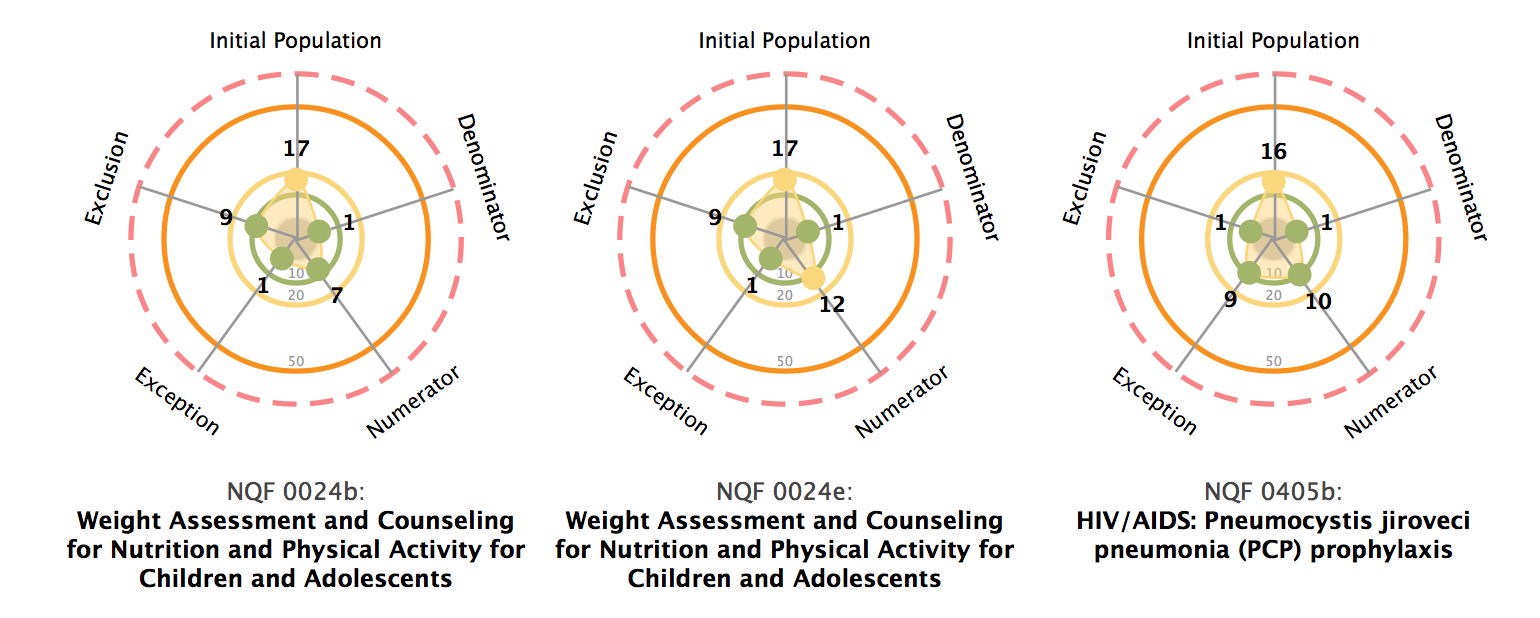 Initial Population
Denominator
Exclusion
17
9
1
10
1
20
7
50
Exception
Numerator
NQF 0024b:
Weight Assessment and Counseling
for Nutrition and Physical Activity for
Children and Adolescents
Initial Population
Denominator
Exclusion
17
9
1
10
1
20
12
50
Exception
Numerator
NQF 0024e:
Weight Assessment and Counseling
for Nutrition and Physical Activity for
Children and Adolescents
Initial Population
Denominator
Exclusion
16
1
1
10
9
20
10
50
Exception
Numerator
NQF 0405b:
HIV/AIDS: Pneumocystis jiroveci
pneumonia (PCP) prophylaxis